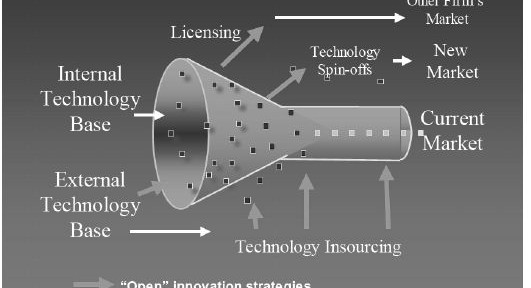 Other Firm's
Market
Licensing
Technology
Spin-offs
New
Market
Internal
Technology
Base
Current
Market
External
Technology
Base
Technology Insourcing
"Open" innovation strategies